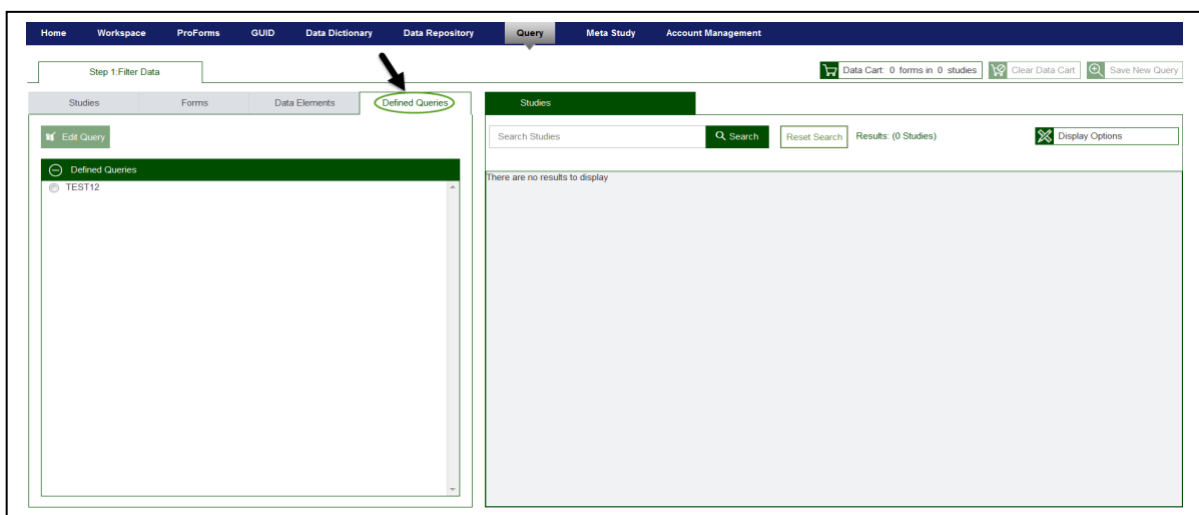 Home Workspace ProForms GUID Data Dictionary Data Repository Query Meta Study Account Management
Step 1:Filter Data
Data Cart: 0 forms in 0 studies Clear Data Cart Save New Query
Studies Forms Data Elements Defined Queries
Studies
Edit Query
Search Studies Search Reset Search Results: (0 Studies) Display Options
Defined Queries
TEST12
There are no results to display